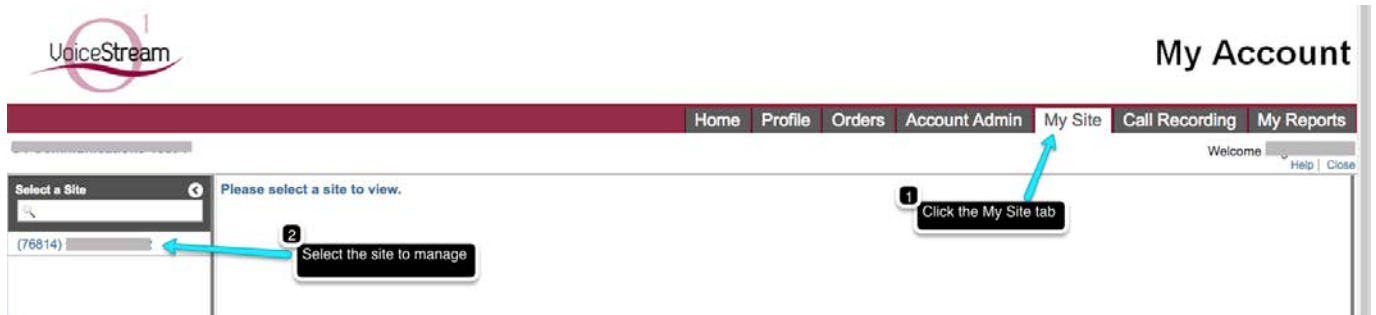 1
VoiceStream
My Account
Home Profile Orders Account Admin My Site Call Recording My Reports
Welcome
Help | Close
Select a Site
Please select a site to view.
1
Click the My Site tab
(76814)
2
Select the site to manage